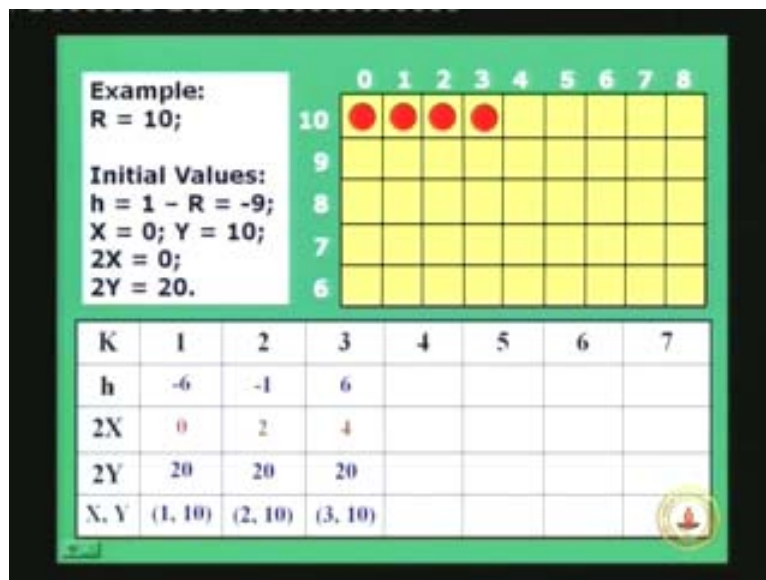 Example:
R = 10;
Initial Values:
h = 1 – R = -9;
X = 0; Y = 10;
2X = 0;
2Y = 20.
0 1 2 3 4 5 6 7 8
10
9
8
7
6
K 1 2 3 4 5 6 7
h -6 -1 6
2X 0 2 4
2Y 20 20 20
X, Y (1, 10) (2, 10) (3, 10)